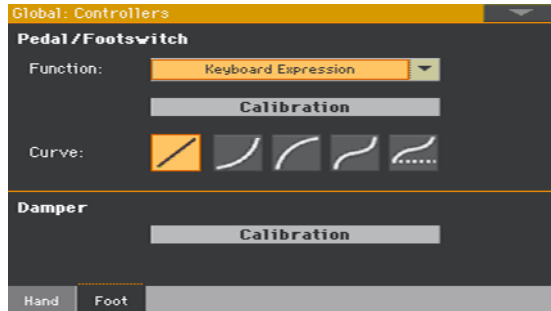 Global: Controllers
Pedal/Footswitch
Function: Keyboard Expression
Calibration
Curve:
Damper
Calibration
Hand Foot